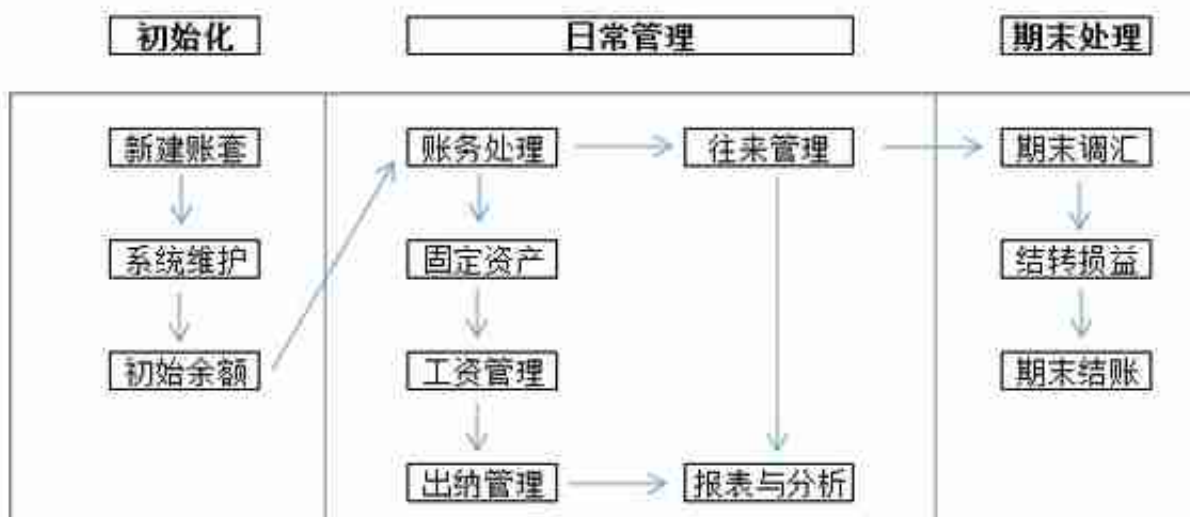 初始化
日常管理
期末处理
新建账套
账务处理
往来管理
期末调汇
系统维护
固定资产
结转损益
初始余额
工资管理
期末结账
出纳管理
报表与分析